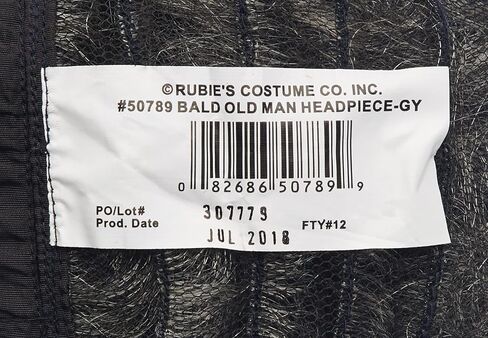 ©RUBIE'S COSTUME CO. INC.
#50789 BALD OLD MAN HEADPIECE-GY
0 82686 50789 9
PO/Lot# 307779
Prod. Date JUL 2018 FTY#12